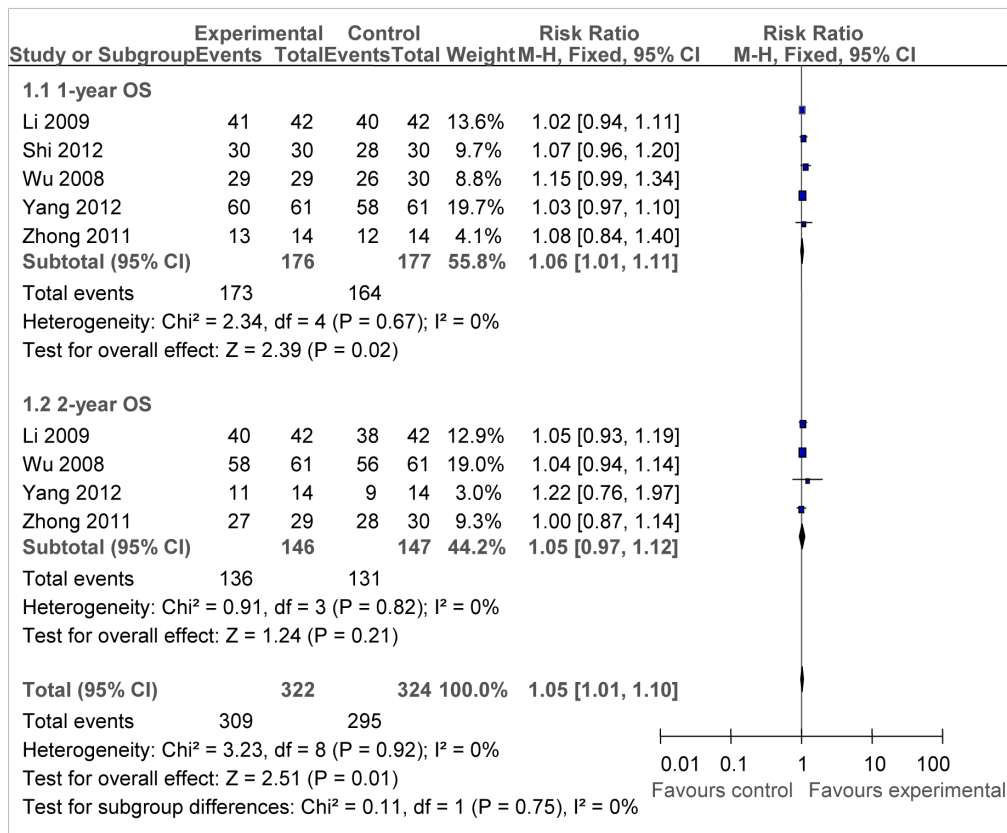 Experimental Control Risk Ratio Risk Ratio
Study or Subgroup Events Total Events Total Weight M-H, Fixed, 95% CI M-H, Fixed, 95% CI
1.1 1-year OS
Li 2009 41 42 40 42 13.6% 1.02 [0.94, 1.11]
Shi 2012 30 30 28 30 9.7% 1.07 [0.96, 1.20]
Wu 2008 29 29 26 30 8.8% 1.15 [0.99, 1.34]
Yang 2012 60 61 58 61 19.7% 1.03 [0.97, 1.10]
Zhong 2011 13 14 12 14 4.1% 1.08 [0.84, 1.40]
Subtotal (95% CI) 176 177 55.8% 1.06 [1.01, 1.11]
Total events 173 164
Heterogeneity: Chi² = 2.34, df = 4 (P = 0.67); I² = 0%
Test for overall effect: Z = 2.39 (P = 0.02)
1.2 2-year OS
Li 2009 40 42 38 42 12.9% 1.05 [0.93, 1.19]
Wu 2008 58 61 56 61 19.0% 1.04 [0.94, 1.14]
Yang 2012 11 14 9 14 3.0% 1.22 [0.76, 1.97]
Zhong 2011 27 29 28 30 9.3% 1.00 [0.87, 1.14]
Subtotal (95% CI) 146 147 44.2% 1.05 [0.97, 1.12]
Total events 136 131
Heterogeneity: Chi² = 0.91, df = 3 (P = 0.82); I² = 0%
Test for overall effect: Z = 1.24 (P = 0.21)
Total (95% CI) 322 324 100.0% 1.05 [1.01, 1.10]
Total events 309 295
Heterogeneity: Chi² = 3.23, df = 8 (P = 0.92); I² = 0%
Test for overall effect: Z = 2.51 (P = 0.01)
Test for subgroup differences: Chi² = 0.11, df = 1 (P = 0.75), I² = 0%
0.01 0.1 1 10 100
Favours control Favours experimental